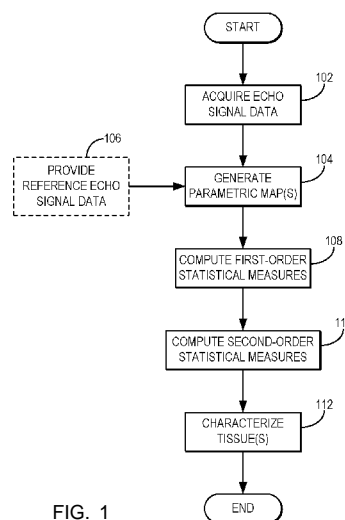 START
102
ACQUIRE ECHO
SIGNAL DATA
106
PROVIDE
REFERENCE ECHO
SIGNAL DATA
104
GENERATE
PARAMETRIC MAP(S)
108
COMPUTE FIRST-ORDER
STATISTICAL MEASURES
11
COMPUTE SECOND-ORDER
STATISTICAL MEASURES
112
CHARACTERIZE
TISSUE(S)
FIG. 1
END